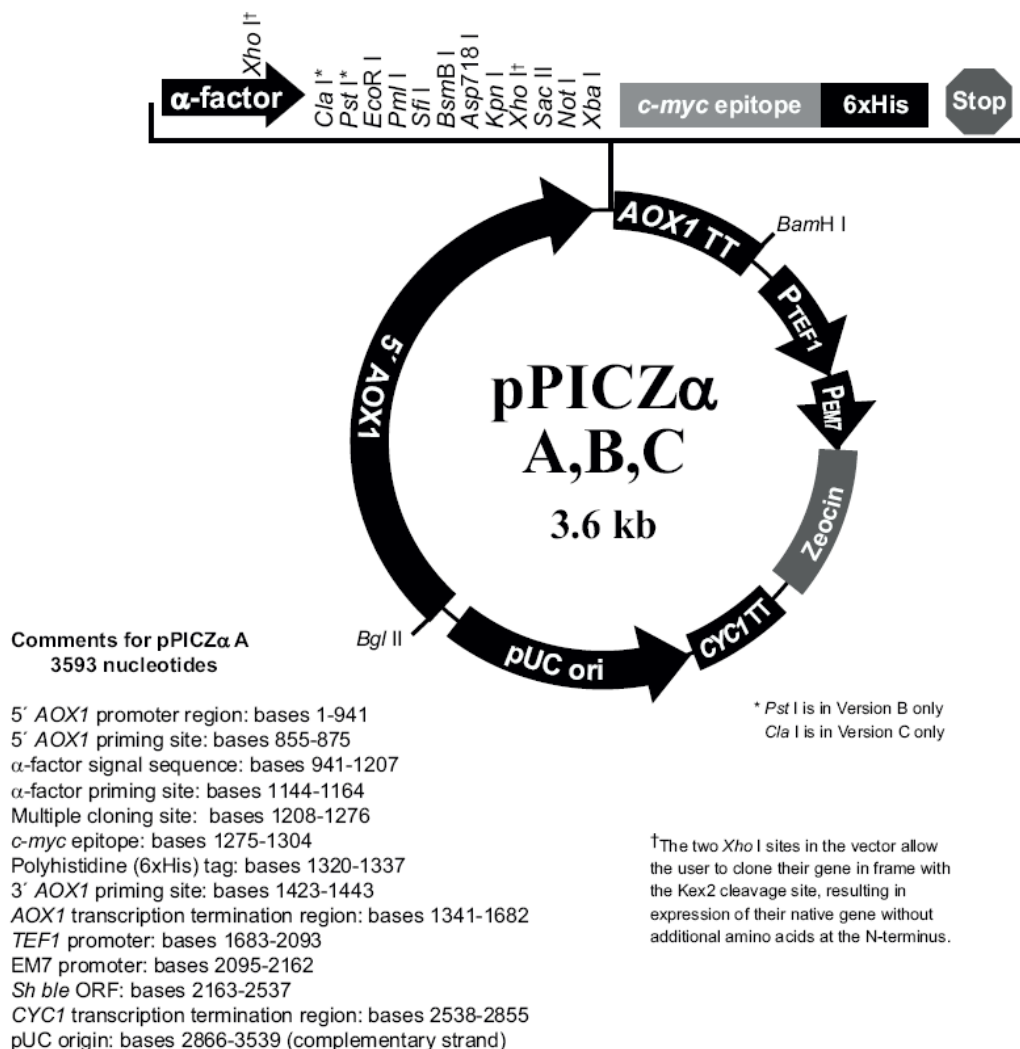 Xho I†
α-factor
Cla I*
Pst I*
EcoR I
Pml I
Sfi I
BsmB I
Asp718 I
Kpn I
Xho I†
Sac II
Not I
Xba I
c-myc epitope
6xHis
Stop
AOX1 TT
BamH I
PTEF1
PEM7
Zeocin
CYC1 TT
pUC ori
Bgl II
5´ AOX1
pPICZα
A,B,C
3.6 kb
Comments for pPICZα A
3593 nucleotides
5´ AOX1 promoter region: bases 1-941
5´ AOX1 priming site: bases 855-875
α-factor signal sequence: bases 941-1207
α-factor priming site: bases 1144-1164
Multiple cloning site: bases 1208-1276
c-myc epitope: bases 1275-1304
Polyhistidine (6xHis) tag: bases 1320-1337
3´ AOX1 priming site: bases 1423-1443
AOX1 transcription termination region: bases 1341-1682
TEF1 promoter: bases 1683-2093
EM7 promoter: bases 2095-2162
Sh ble ORF: bases 2163-2537
CYC1 transcription termination region: bases 2538-2855
pUC origin: bases 2866-3539 (complementary strand)
* Pst I is in Version B only
Cla I is in Version C only
†The two Xho I sites in the vector allow
the user to clone their gene in frame with
the Kex2 cleavage site, resulting in
expression of their native gene without
additional amino acids at the N-terminus.